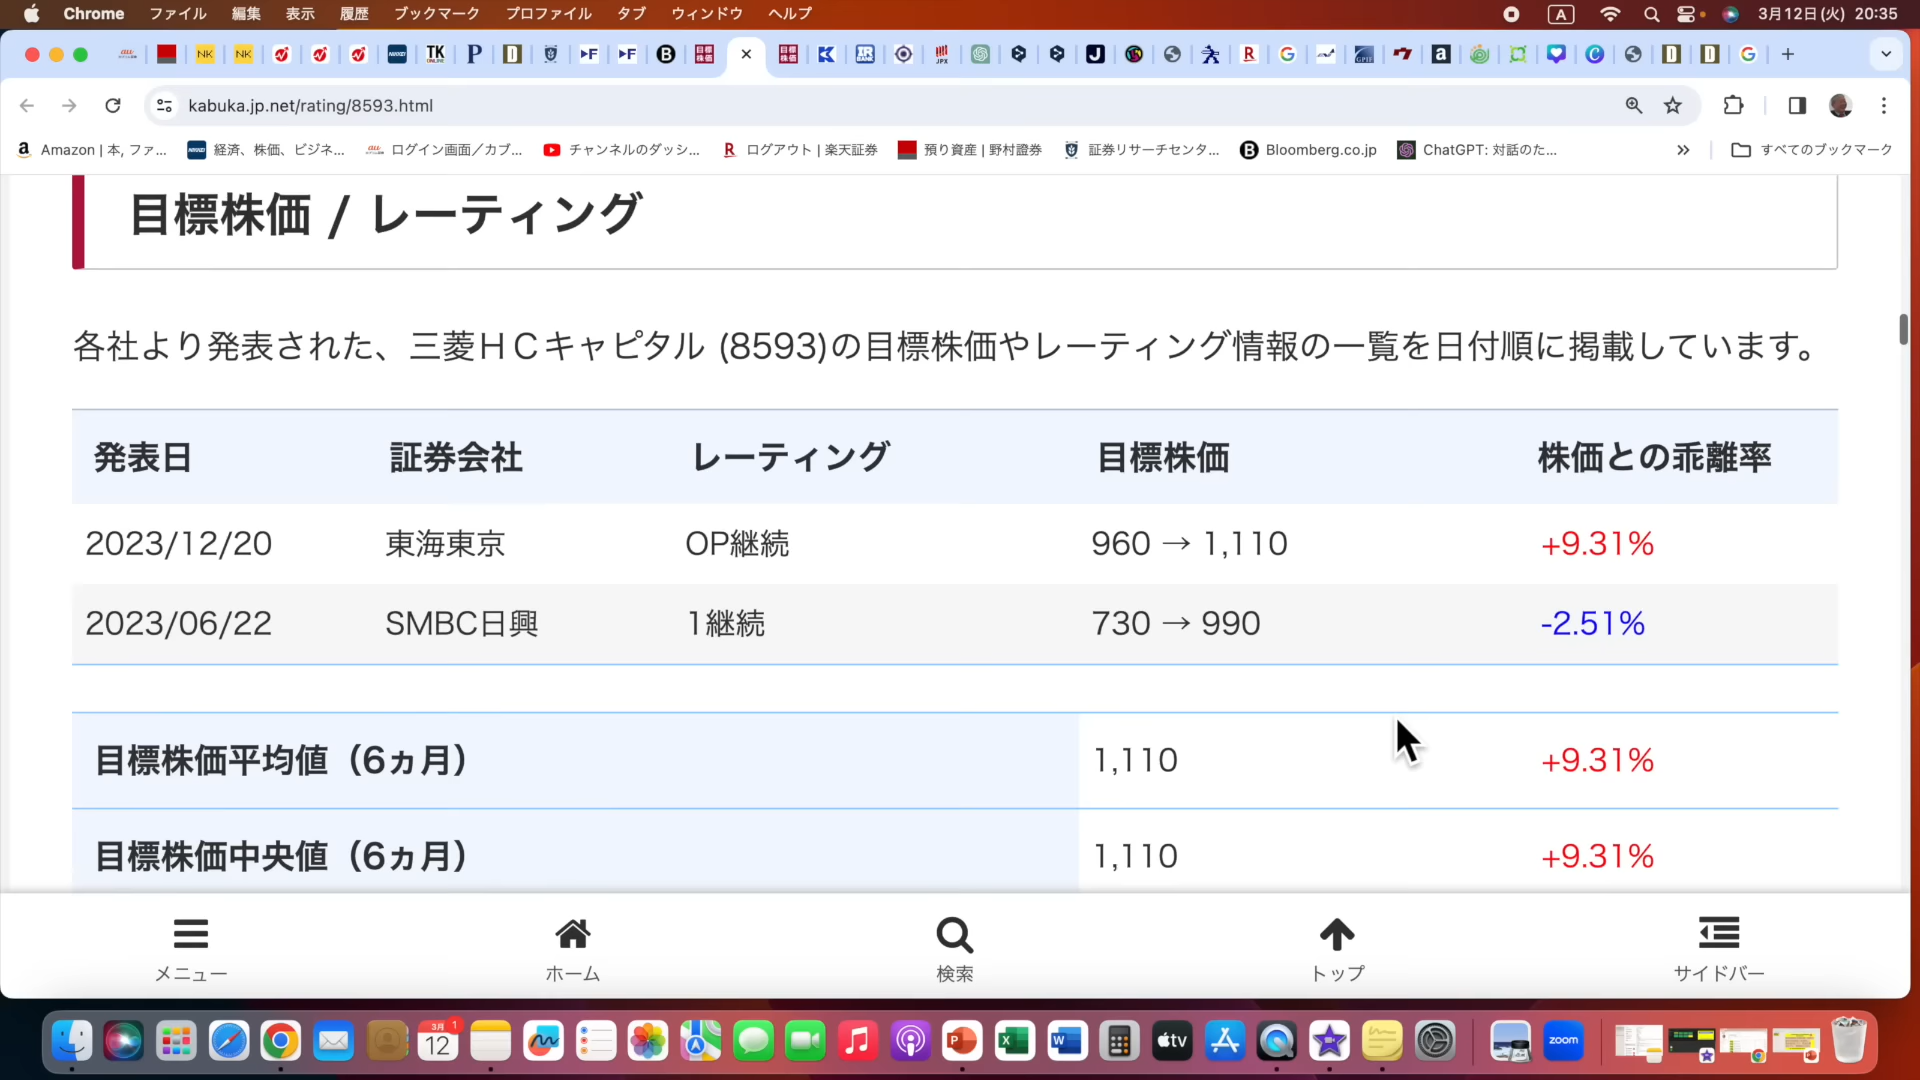 Chrome ファイル 編集 表示 履歴 ブックマーク プロファイル タブ ウィンドウ ヘルプ A 3月12日(火) 20:35
kabuka.jp.net/rating/8593.html
Amazon | 本, ファ... 経済、株価、ビジネ... ログイン画面／カブ... チャンネルのダッシ... ログアウト | 楽天証券 預り資産 | 野村證券 証券リサーチセンタ... Bloomberg.co.jp ChatGPT: 対話のた... すべてのブックマーク
目標株価 / レーティング
各社より発表された、三菱ＨＣキャピタル (8593)の目標株価やレーティング情報の一覧を日付順に掲載しています。
発表日 証券会社 レーティング 目標株価 株価との乖離率
2023/12/20 東海東京 OP継続 960 → 1,110 +9.31%
2023/06/22 SMBC日興 1継続 730 → 990 -2.51%
目標株価平均値（6ヵ月） 1,110 +9.31%
目標株価中央値（6ヵ月） 1,110 +9.31%
メニュー ホーム 検索 トップ サイドバー
3月 1
12 tv zoom